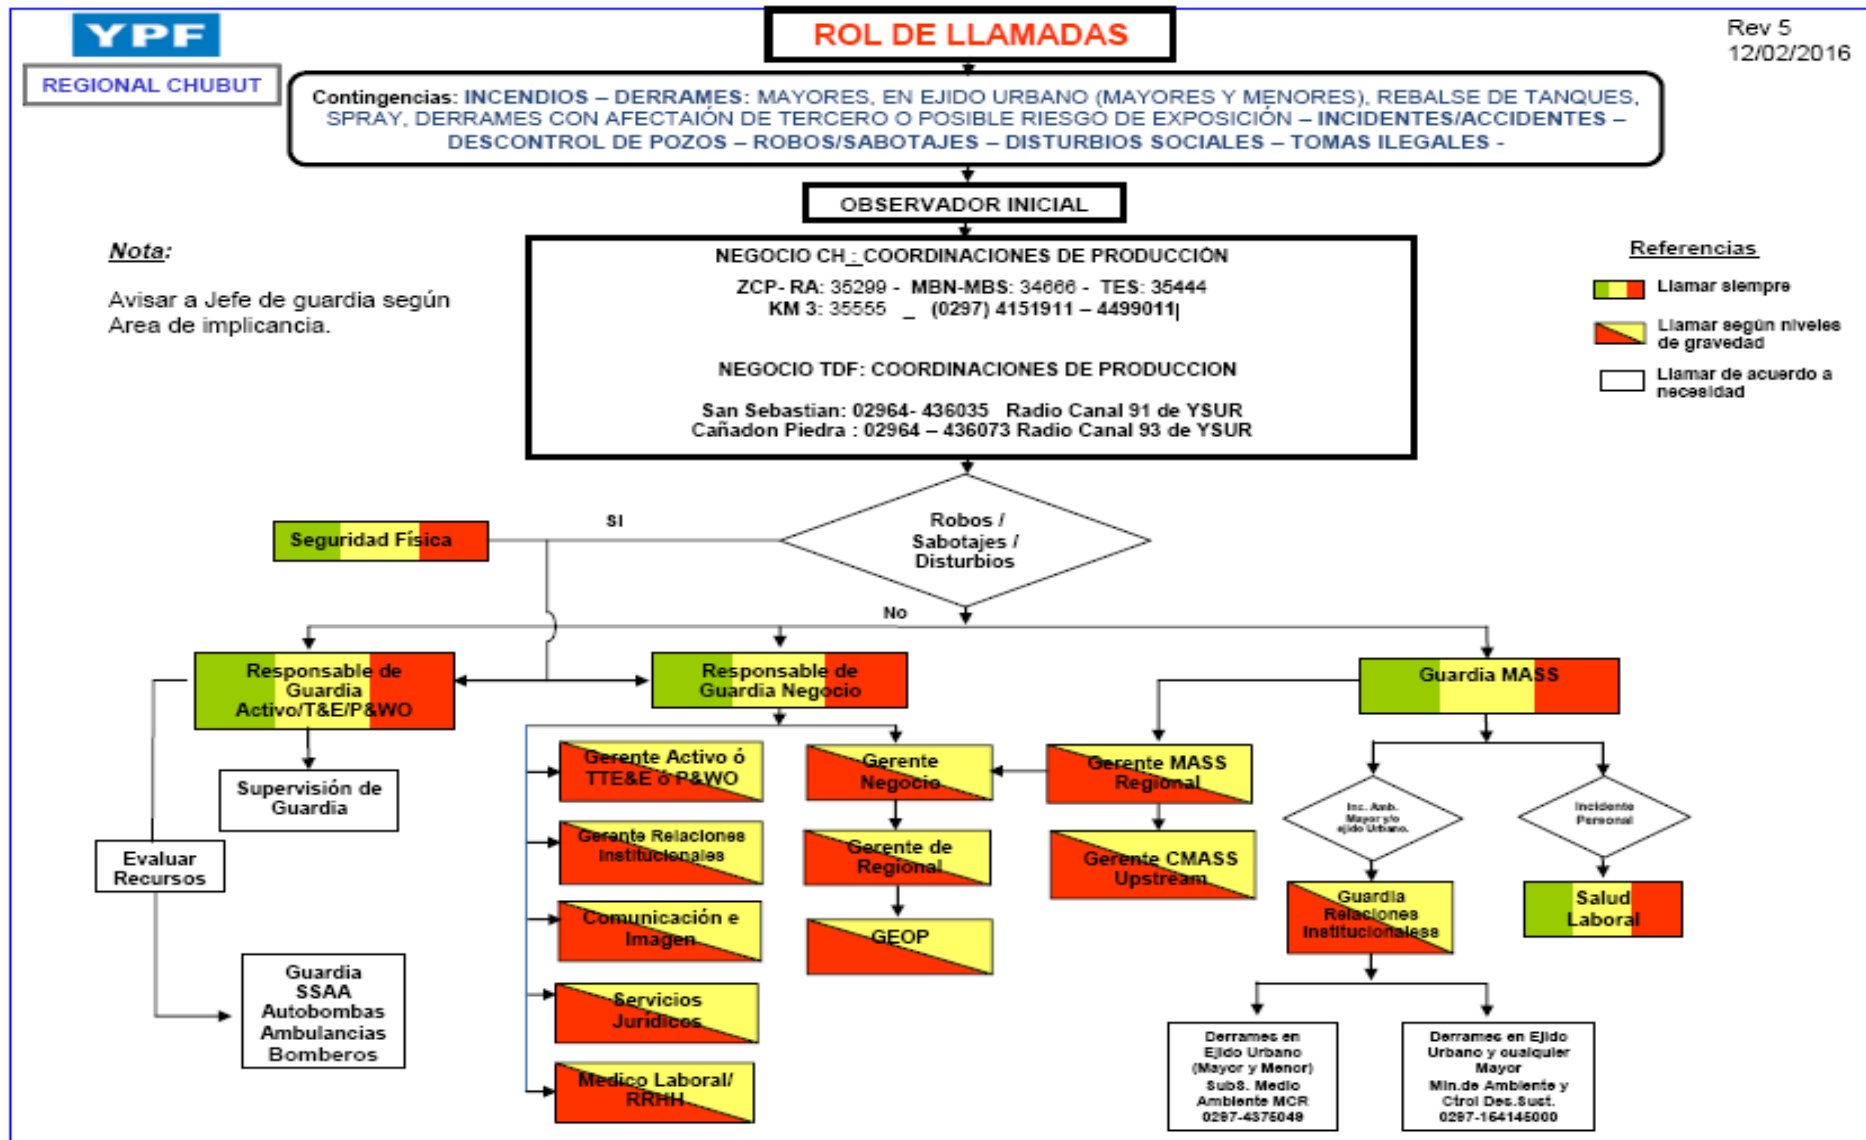 YPF
REGIONAL CHUBUT
ROL DE LLAMADAS
Rev 5
12/02/2016
Contingencias: INCENDIOS – DERRAMES: MAYORES, EN EJIDO URBANO (MAYORES Y MENORES), REBALSE DE TANQUES,
SPRAY, DERRAMES CON AFECTAIÓN DE TERCERO O POSIBLE RIESGO DE EXPOSICIÓN – INCIDENTES/ACCIDENTES –
DESCONTROL DE POZOS – ROBOS/SABOTAJES – DISTURBIOS SOCIALES – TOMAS ILEGALES -
OBSERVADOR INICIAL
Nota:
Avisar a Jefe de guardia según
Area de implicancia.
NEGOCIO CH : COORDINACIONES DE PRODUCCIÓN
ZCP- RA: 35299 - MBN-MBS: 34666 - TES: 35444
KM 3: 35555 _ (0297) 4151911 – 4499011|
NEGOCIO TDF: COORDINACIONES DE PRODUCCION
San Sebastian: 02964- 436035 Radio Canal 91 de YSUR
Cañadon Piedra : 02964 – 436073 Radio Canal 93 de YSUR
Referencias
Llamar siempre
Llamar según niveles
de gravedad
Llamar de acuerdo a
necesidad
Robos /
Sabotajes /
Disturbios
SI
Seguridad Física
No
Responsable de
Guardia
Activo/T&E/P&WO
Responsable de
Guardia Negocio
Guardia MASS
Supervisión de
Guardia
Evaluar
Recursos
Guardia
SSAA
Autobombas
Ambulancias
Bomberos
Gerente Activo ó
TTE&E ó P&WO
Gerente Relaciones
Institucionales
Comunicación e
Imagen
Servicios
Jurídicos
Medico Laboral/
RRHH
Gerente
Negocio
Gerente de
Regional
GEOP
Gerente MASS
Regional
Gerente CMASS
Upstream
Inc. Amb.
Mayor y/o
ejido Urbano.
Incidente
Personal
Guardia
Relaciones
Institucionaless
Salud
Laboral
Derrames en
Ejido Urbano
(Mayor y Menor)
SubS. Medio
Ambiente MCR
0297-4375049
Derrames en Ejido
Urbano y cualquier
Mayor
Min.de Ambiente y
Ctrol Des.Sust.
0297-154145000